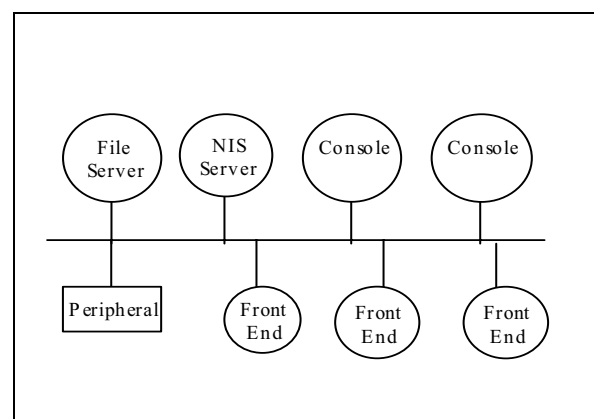 File
Server
NIS
Server
Console
Console
Peripheral
Front
End
Front
End
Front
End